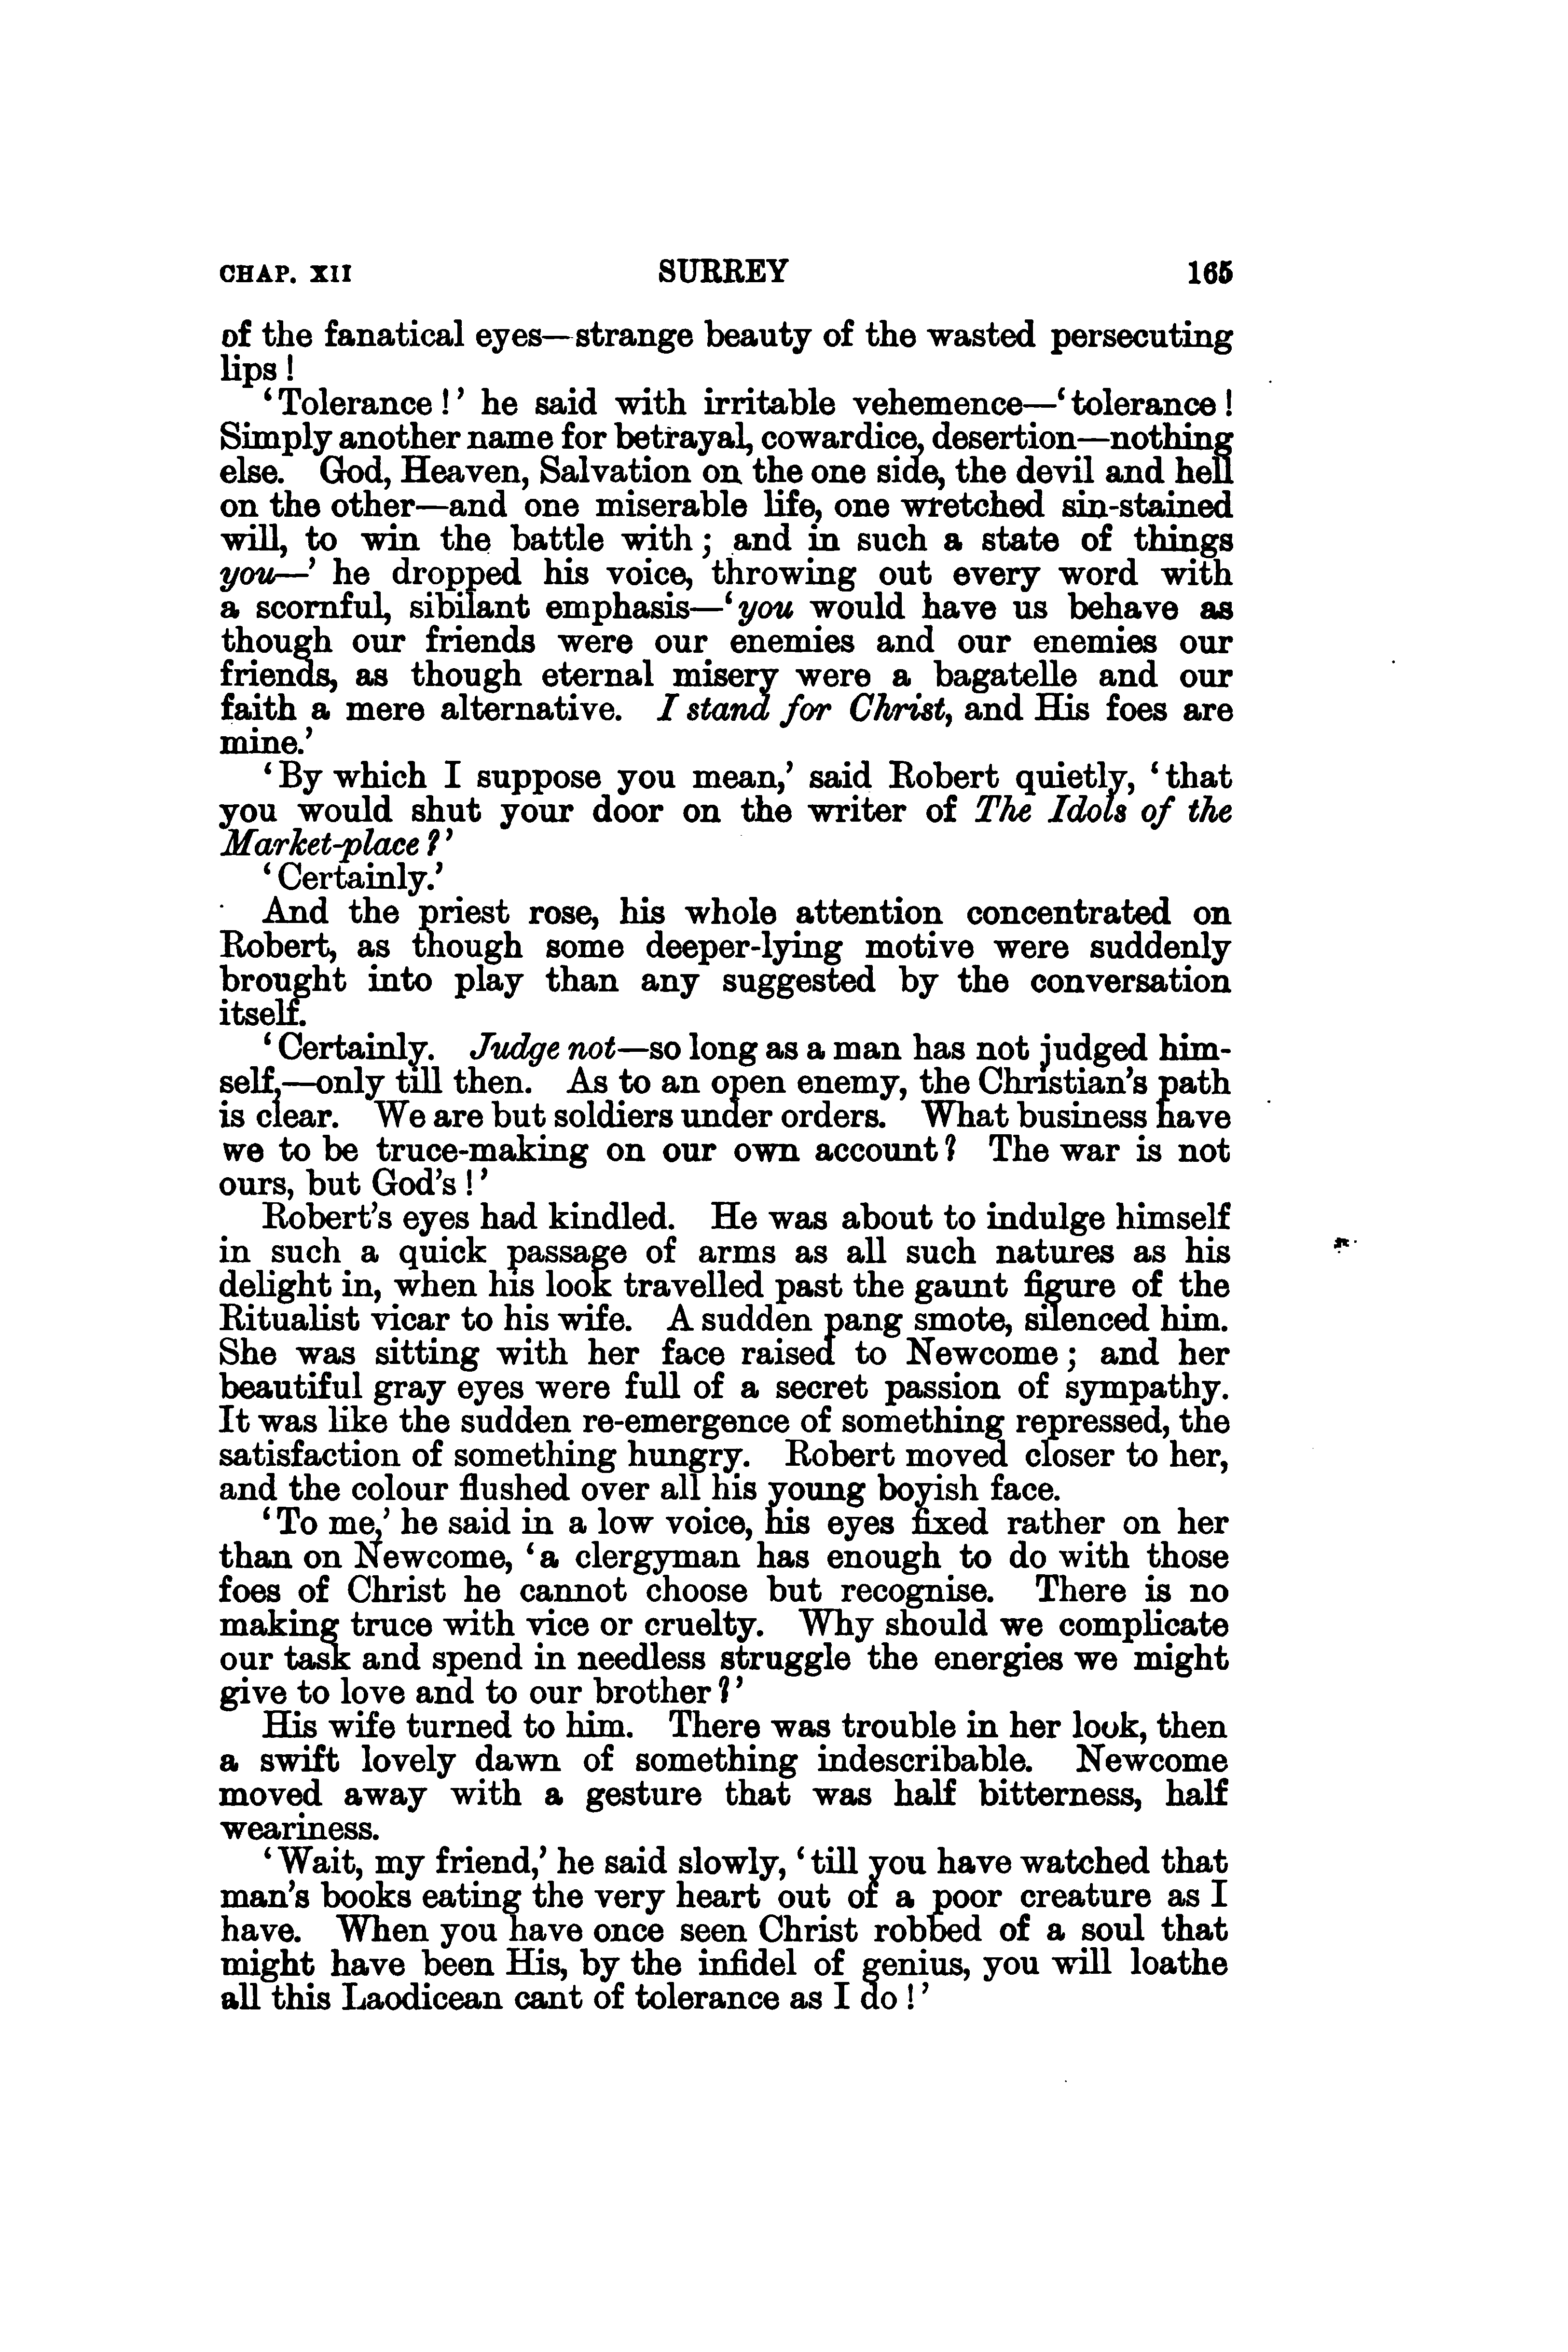 CHAP. XII SURREY 165
of the fanatical eyes—strange beauty of the wasted persecuting
lips!
‘Tolerance!’ he said with irritable vehemence—‘tolerance!
Simply another name for betrayal, cowardice, desertion—nothing
else. God, Heaven, Salvation on the one side, the devil and hell
on the other—and one miserable life, one wretched sin-stained
will, to win the battle with; and in such a state of things
you—’ he dropped his voice, throwing out every word with
a scornful, sibilant emphasis—‘you would have us behave as
though our friends were our enemies and our enemies our
friends, as though eternal misery were a bagatelle and our
faith a mere alternative. I stand for Christ, and His foes are
mine.’
‘By which I suppose you mean,’ said Robert quietly, ‘that
you would shut your door on the writer of The Idols of the
Market-place?’
‘Certainly.’
And the priest rose, his whole attention concentrated on
Robert, as though some deeper-lying motive were suddenly
brought into play than any suggested by the conversation
itself.
‘Certainly. Judge not—so long as a man has not judged him-
self,—only till then. As to an open enemy, the Christian’s path
is clear. We are but soldiers under orders. What business have
we to be truce-making on our own account? The war is not
ours, but God’s!’
Robert’s eyes had kindled. He was about to indulge himself
in such a quick passage of arms as all such natures as his
delight in, when his look travelled past the gaunt figure of the
Ritualist vicar to his wife. A sudden pang smote, silenced him.
She was sitting with her face raised to Newcome; and her
beautiful gray eyes were full of a secret passion of sympathy.
It was like the sudden re-emergence of something repressed, the
satisfaction of something hungry. Robert moved closer to her,
and the colour flushed over all his young boyish face.
‘To me,’ he said in a low voice, his eyes fixed rather on her
than on Newcome, ‘a clergyman has enough to do with those
foes of Christ he cannot choose but recognise. There is no
making truce with vice or cruelty. Why should we complicate
our task and spend in needless struggle the energies we might
give to love and to our brother?’
His wife turned to him. There was trouble in her look, then
a swift lovely dawn of something indescribable. Newcome
moved away with a gesture that was half bitterness, half
weariness.
‘Wait, my friend,’ he said slowly, ‘till you have watched that
man’s books eating the very heart out of a poor creature as I
have. When you have once seen Christ robbed of a soul that
might have been His, by the infidel of genius, you will loathe
all this Laodicean cant of tolerance as I do!’